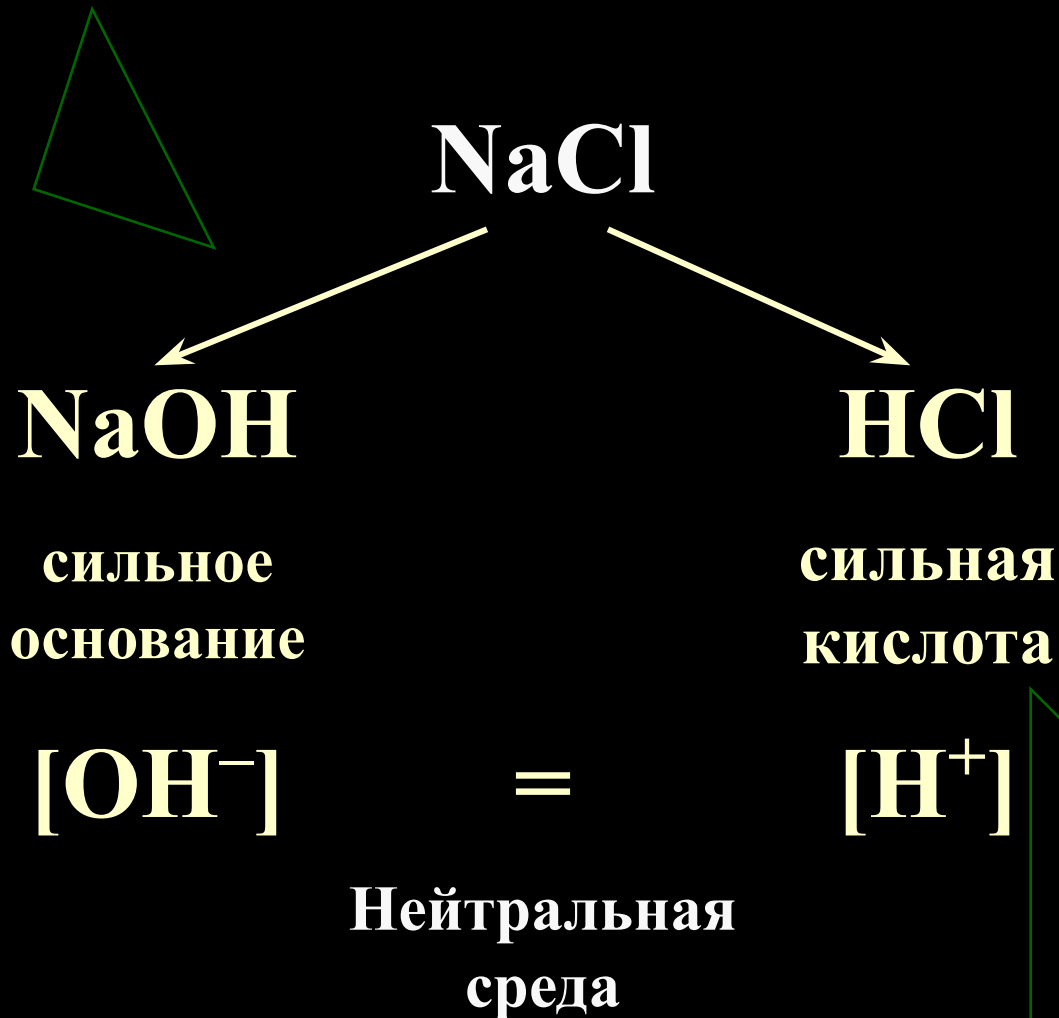 NaCl
NaOH HCl
сильное сильная
основание кислота
[OH⁻] = [H⁺]
Нейтральная
среда